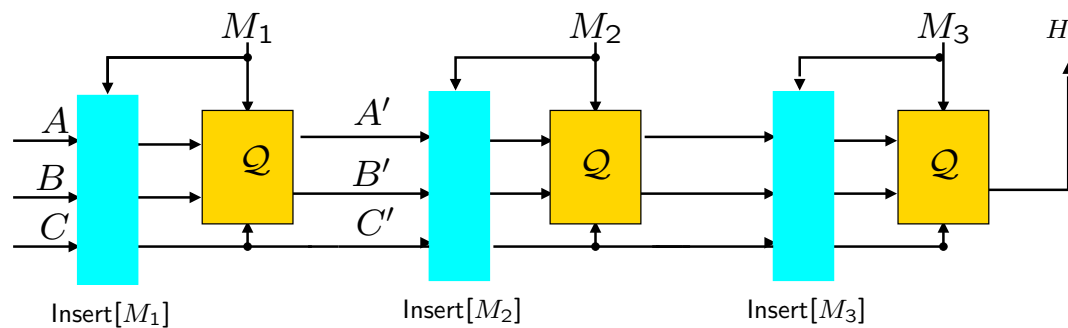 M₁ M₂ M₃ H
A A′
𝒬 𝒬 𝒬
B B′
C C′
Insert[M₁] Insert[M₂] Insert[M₃]